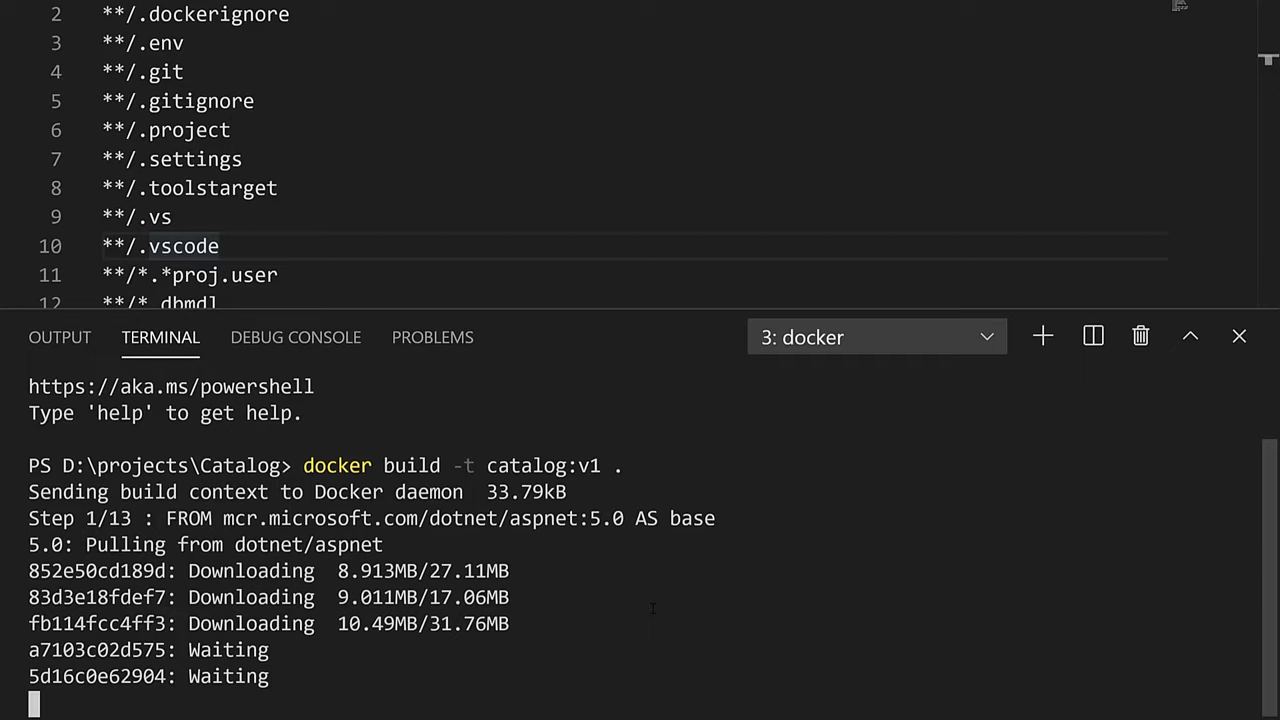 2 **/.dockerignore
3 **/.env
4 **/.git
5 **/.gitignore
6 **/.project
7 **/.settings
8 **/.toolstarget
9 **/.vs
10 **/.vscode
11 **/*.*proj.user
12 **/*.dbmdl
OUTPUT TERMINAL DEBUG CONSOLE PROBLEMS 3: docker
https://aka.ms/powershell
Type 'help' to get help.
PS D:\projects\Catalog> docker build -t catalog:v1 .
Sending build context to Docker daemon 33.79kB
Step 1/13 : FROM mcr.microsoft.com/dotnet/aspnet:5.0 AS base
5.0: Pulling from dotnet/aspnet
852e50cd189d: Downloading 8.913MB/27.11MB
83d3e18fdef7: Downloading 9.011MB/17.06MB
fb114fcc4ff3: Downloading 10.49MB/31.76MB
a7103c02d575: Waiting
5d16c0e62904: Waiting